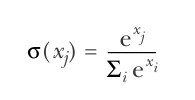 σ(xⱼ) = e^{xⱼ} / Σᵢ e^{xᵢ}